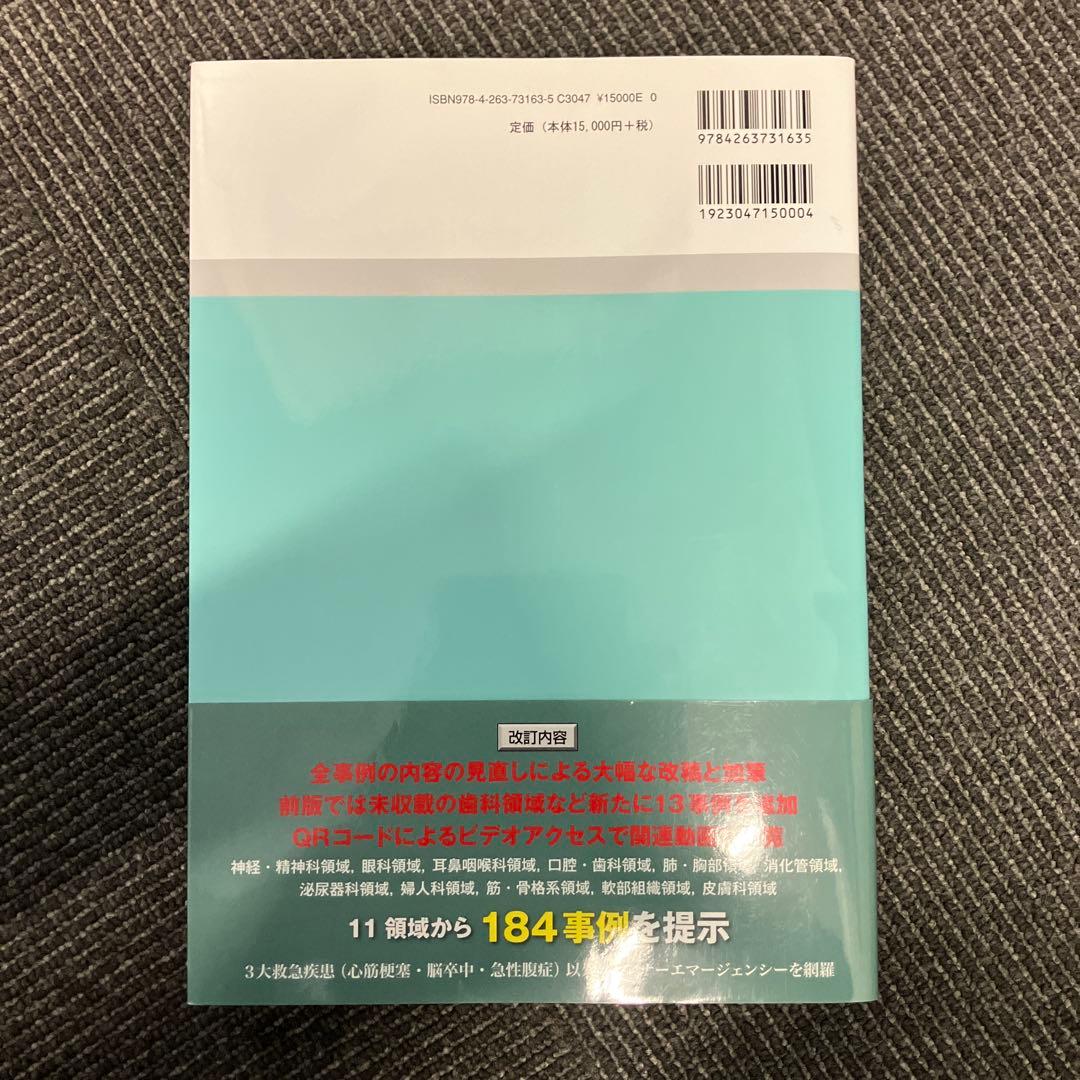 ISBN978-4-263-73163-5 C3047 ¥15000E 0
定価（本体15,000円＋税）
9784263731635
1923047150004
改訂内容
全事例の内容の見直しによる大幅な改稿と
前版では未収載の歯科領域など新たに13事例を追加
QRコードによるビデオアクセスで関連動画
神経・精神科領域，眼科領域，耳鼻咽喉科領域，口腔・歯科領域，肺・胸部領域，消化管領域，
泌尿器科領域，婦人科領域，筋・骨格系領域，軟部組織領域，皮膚科領域
11 領域から 184事例を提示
3大救急疾患（心筋梗塞・脳卒中・急性腹症）以 ーエマージェンシーを網羅